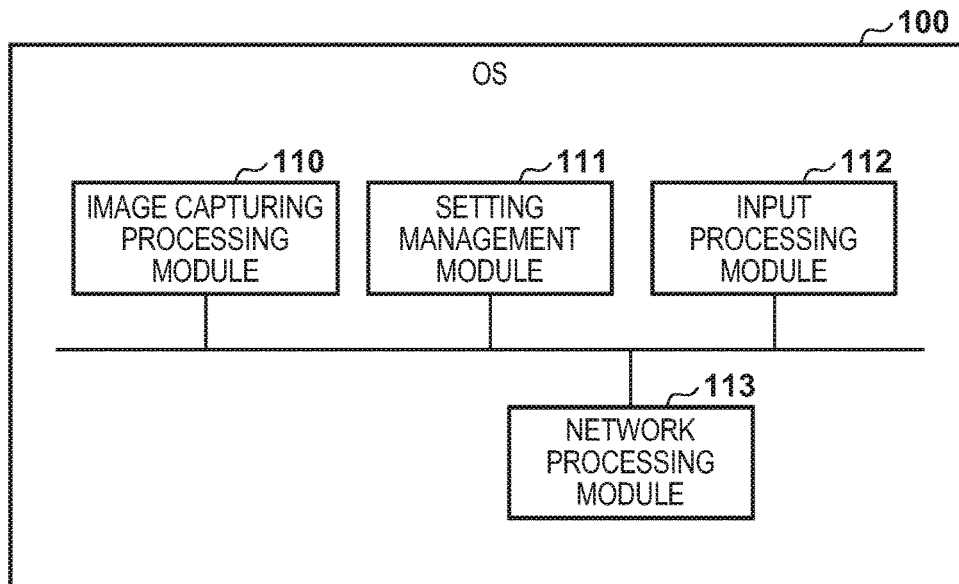 100
OS
110
IMAGE CAPTURING
PROCESSING
MODULE
111
SETTING
MANAGEMENT
MODULE
112
INPUT
PROCESSING
MODULE
113
NETWORK
PROCESSING
MODULE